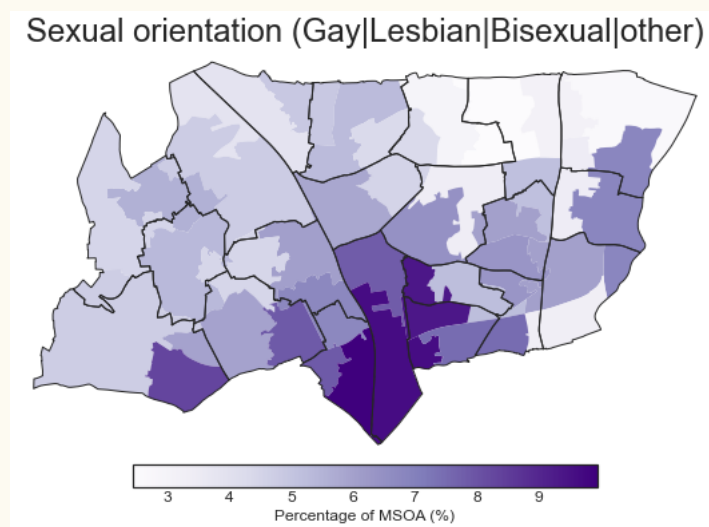 Sexual orientation (Gay|Lesbian|Bisexual|other)
3 4 5 6 7 8 9
Percentage of MSOA (%)